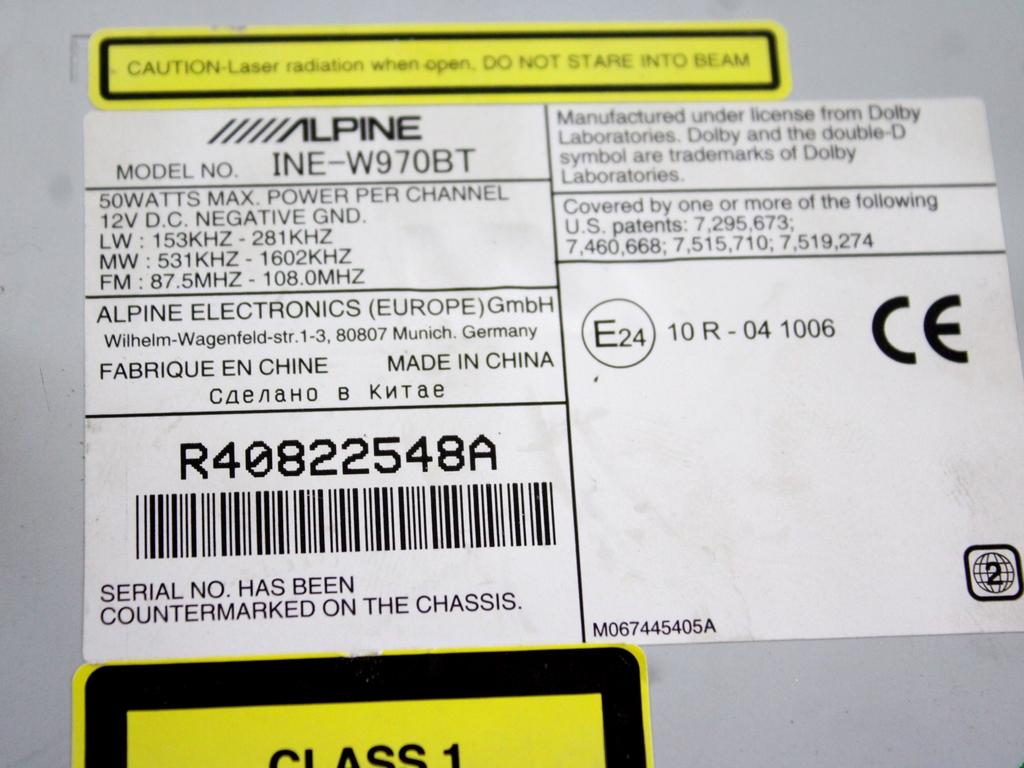 CAUTION-Laser radiation when open, DO NOT STARE INTO BEAM
ALPINE
MODEL NO. INE-W970BT
50WATTS MAX. POWER PER CHANNEL
12V D.C. NEGATIVE GND.
LW : 153KHZ - 281KHZ
MW : 531KHZ - 1602KHZ
FM : 87.5MHZ - 108.0MHZ
ALPINE ELECTRONICS (EUROPE)GmbH
Wilhelm-Wagenfeld-str.1-3, 80807 Munich. Germany
FABRIQUE EN CHINE MADE IN CHINA
Сделано в Китае
R40822548A
SERIAL NO. HAS BEEN
COUNTERMARKED ON THE CHASSIS.
Manufactured under license from Dolby
Laboratories. Dolby and the double-D
symbol are trademarks of Dolby
Laboratories.
Covered by one or more of the following
U.S. patents: 7,295,673;
7,460,668; 7,515,710; 7,519,274
E24 10 R - 04 1006 CE
2
M067445405A
CLASS 1